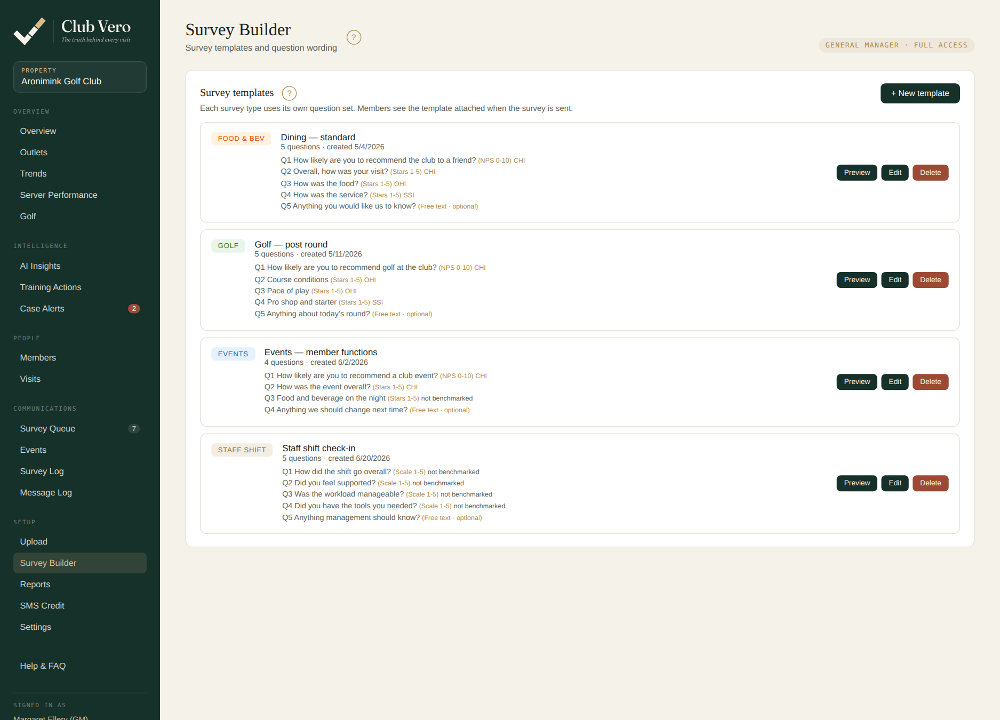 Club Vero
The truth behind every visit
PROPERTY
Aronimink Golf Club
OVERVIEW
Overview
Outlets
Trends
Server Performance
Golf
INTELLIGENCE
AI Insights
Training Actions
Case Alerts 2
PEOPLE
Members
Visits
COMMUNICATIONS
Survey Queue 7
Events
Survey Log
Message Log
SETUP
Upload
Survey Builder
Reports
SMS Credit
Settings
Help & FAQ
SIGNED IN AS
Margaret Ellery (GM)
Survey Builder
?
Survey templates and question wording
GENERAL MANAGER · FULL ACCESS
Survey templates ?
+ New template
Each survey type uses its own question set. Members see the template attached when the survey is sent.
FOOD & BEV
Dining — standard
5 questions · created 5/4/2026
Q1 How likely are you to recommend the club to a friend? (NPS 0-10) CHI
Q2 Overall, how was your visit? (Stars 1-5) CHI
Q3 How was the food? (Stars 1-5) OHI
Q4 How was the service? (Stars 1-5) SSI
Q5 Anything you would like us to know? (Free text · optional)
Preview Edit Delete
GOLF
Golf — post round
5 questions · created 5/11/2026
Q1 How likely are you to recommend golf at the club? (NPS 0-10) CHI
Q2 Course conditions (Stars 1-5) OHI
Q3 Pace of play (Stars 1-5) OHI
Q4 Pro shop and starter (Stars 1-5) SSI
Q5 Anything about today’s round? (Free text · optional)
Preview Edit Delete
EVENTS
Events — member functions
4 questions · created 6/2/2026
Q1 How likely are you to recommend a club event? (NPS 0-10) CHI
Q2 How was the event overall? (Stars 1-5) CHI
Q3 Food and beverage on the night (Stars 1-5) not benchmarked
Q4 Anything we should change next time? (Free text · optional)
Preview Edit Delete
STAFF SHIFT
Staff shift check-in
5 questions · created 6/20/2026
Q1 How did the shift go overall? (Scale 1-5) not benchmarked
Q2 Did you feel supported? (Scale 1-5) not benchmarked
Q3 Was the workload manageable? (Scale 1-5) not benchmarked
Q4 Did you have the tools you needed? (Scale 1-5) not benchmarked
Q5 Anything management should know? (Free text · optional)
Preview Edit Delete